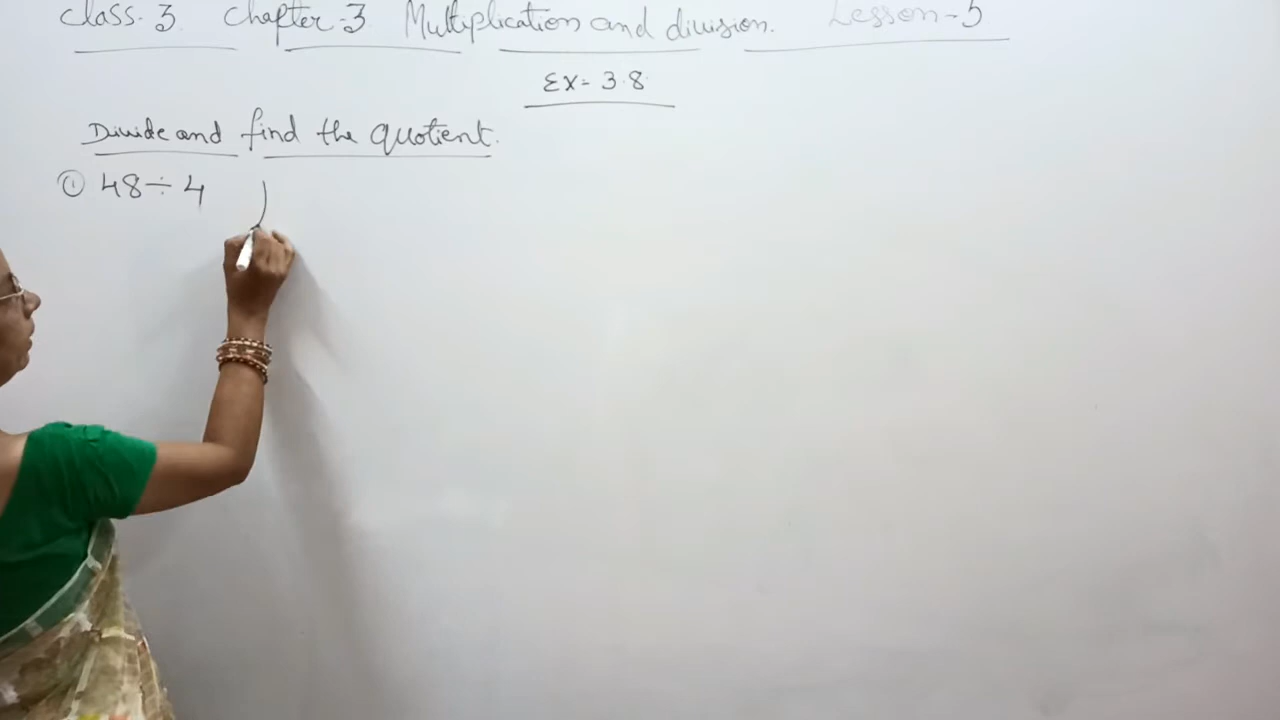 Class-3 Chapter-3 Multiplication and division. Lesson-5
Ex- 3.8
Divide and find the quotient.
① 48÷4 )